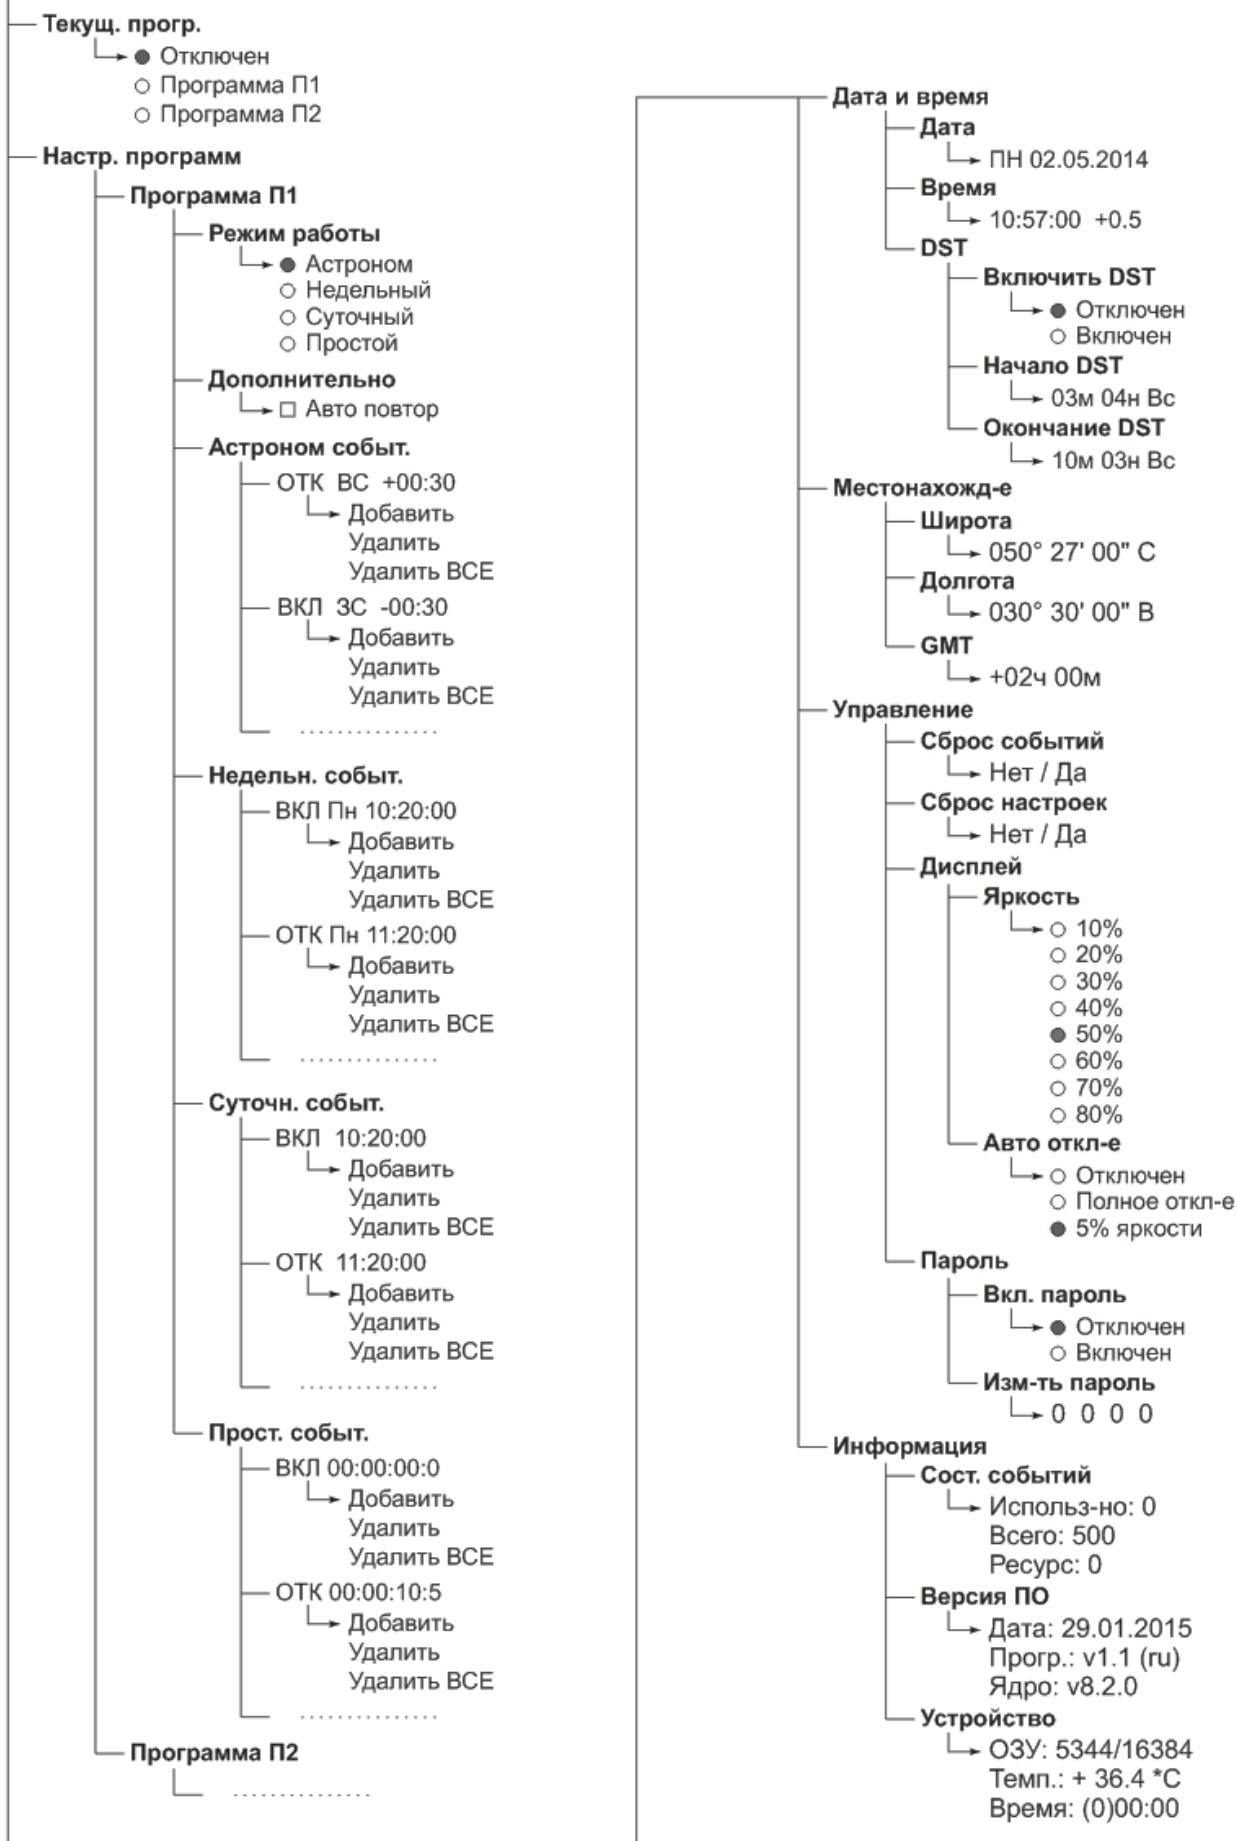 Текущ. прогр.
Отключен
Программа П1
Программа П2
Настр. программ
Программа П1
Режим работы
Астроном
Недельный
Суточный
Простой
Дополнительно
Авто повтор
Астроном событ.
ОТК ВС +00:30
Добавить
Удалить
Удалить ВСЕ
ВКЛ ЗС -00:30
Добавить
Удалить
Удалить ВСЕ
Недельн. событ.
ВКЛ Пн 10:20:00
Добавить
Удалить
Удалить ВСЕ
ОТК Пн 11:20:00
Добавить
Удалить
Удалить ВСЕ
Суточн. событ.
ВКЛ 10:20:00
Добавить
Удалить
Удалить ВСЕ
ОТК 11:20:00
Добавить
Удалить
Удалить ВСЕ
Прост. событ.
ВКЛ 00:00:00:0
Добавить
Удалить
Удалить ВСЕ
ОТК 00:00:10:5
Добавить
Удалить
Удалить ВСЕ
Программа П2
Дата и время
Дата
ПН 02.05.2014
Время
10:57:00 +0.5
DST
Включить DST
Отключен
Включен
Начало DST
03м 04н Вс
Окончание DST
10м 03н Вс
Местонахожд-е
Широта
050° 27' 00" С
Долгота
030° 30' 00" В
GMT
+02ч 00м
Управление
Сброс событий
Нет / Да
Сброс настроек
Нет / Да
Дисплей
Яркость
10%
20%
30%
40%
50%
60%
70%
80%
Авто откл-е
Отключен
Полное откл-е
5% яркости
Пароль
Вкл. пароль
Отключен
Включен
Изм-ть пароль
0 0 0 0
Информация
Сост. событий
Использ-но: 0
Всего: 500
Ресурс: 0
Версия ПО
Дата: 29.01.2015
Прогр.: v1.1 (ru)
Ядро: v8.2.0
Устройство
ОЗУ: 5344/16384
Темп.: + 36.4 *C
Время: (0)00:00